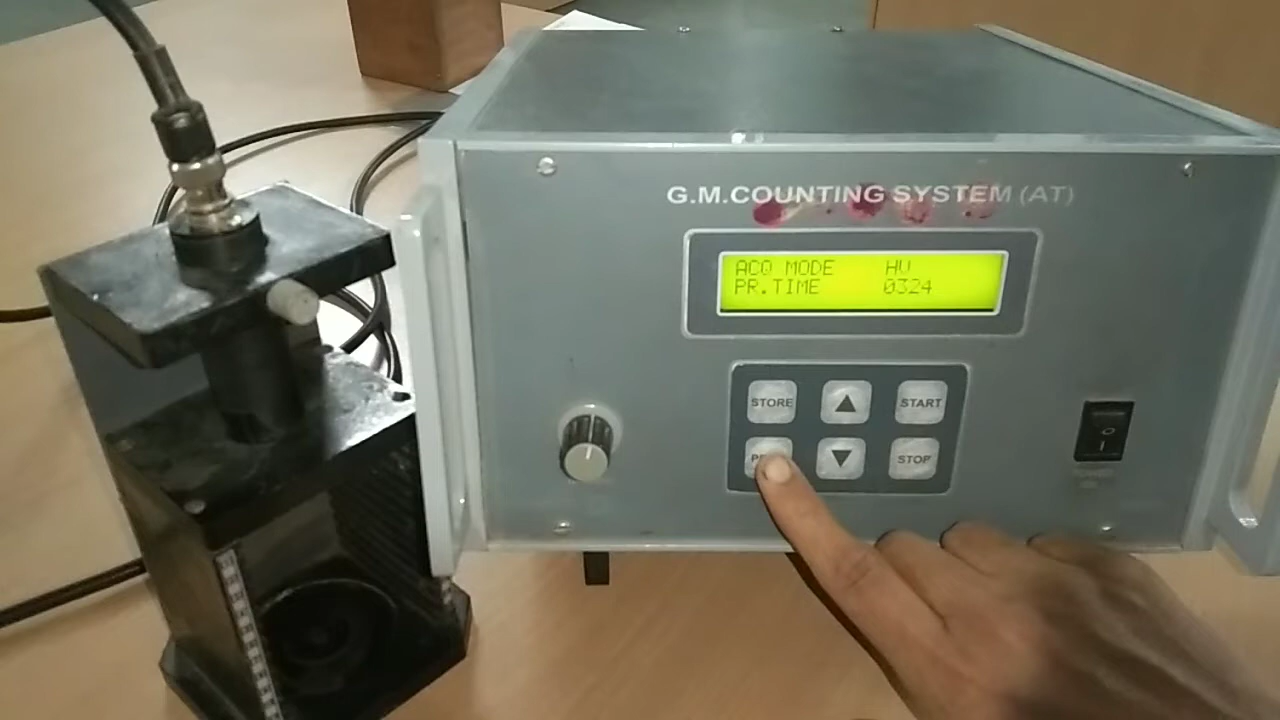 G.M.COUNTING SYSTEM (AT)
ACQ MODE HV
PR.TIME 0324
STORE ▲ START
▼ STOP